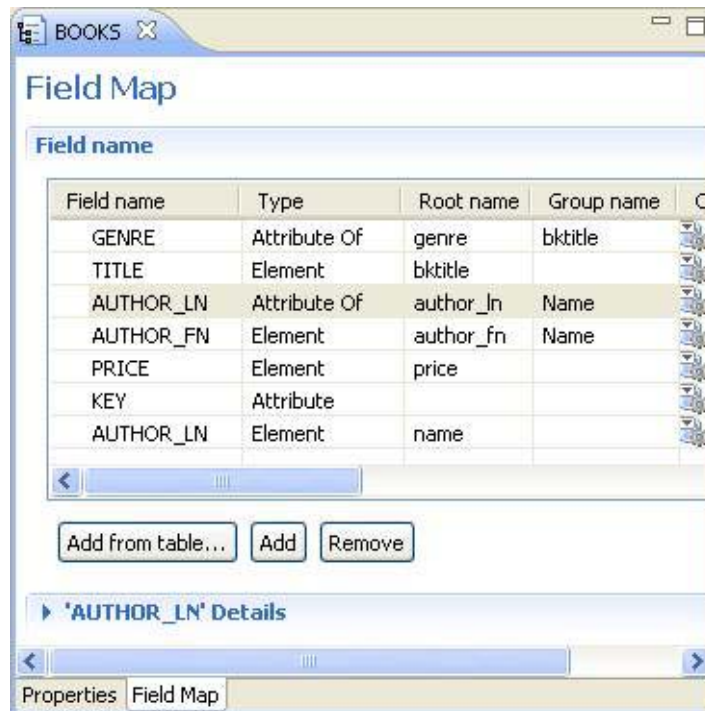 BOOKS
Field Map
Field name
Field name Type Root name Group name C
GENRE Attribute Of genre bktitle
TITLE Element bktitle
AUTHOR_LN Attribute Of author_ln Name
AUTHOR_FN Element author_fn Name
PRICE Element price
KEY Attribute
AUTHOR_LN Element name
Add from table... Add Remove
'AUTHOR_LN' Details
Properties Field Map